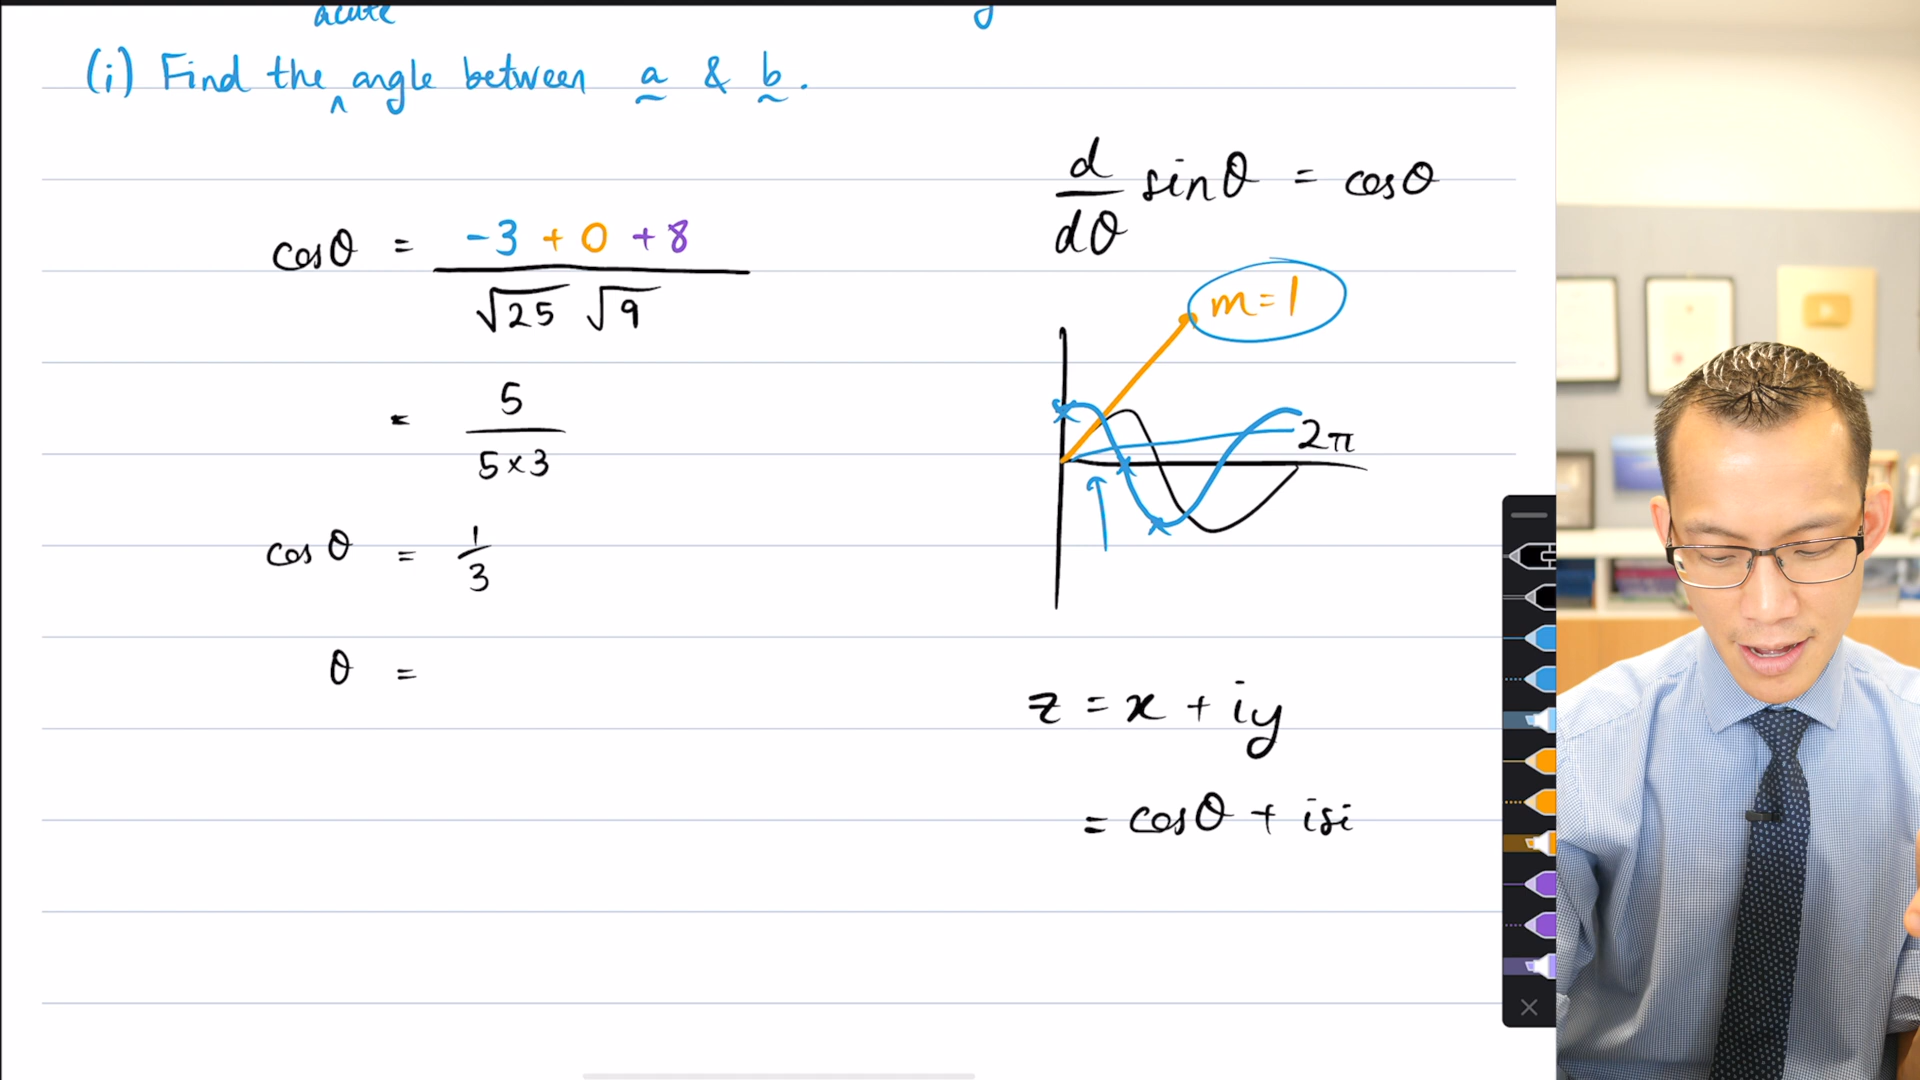 acute
(i) Find the ^ angle between a & b.
cosθ = -3 + 0 + 8
√25 √9
= 5
5×3
cos θ = 1
3
θ =
d
dθ
sinθ = cosθ
m=1
2π
z = x + iy
= cosθ + isi